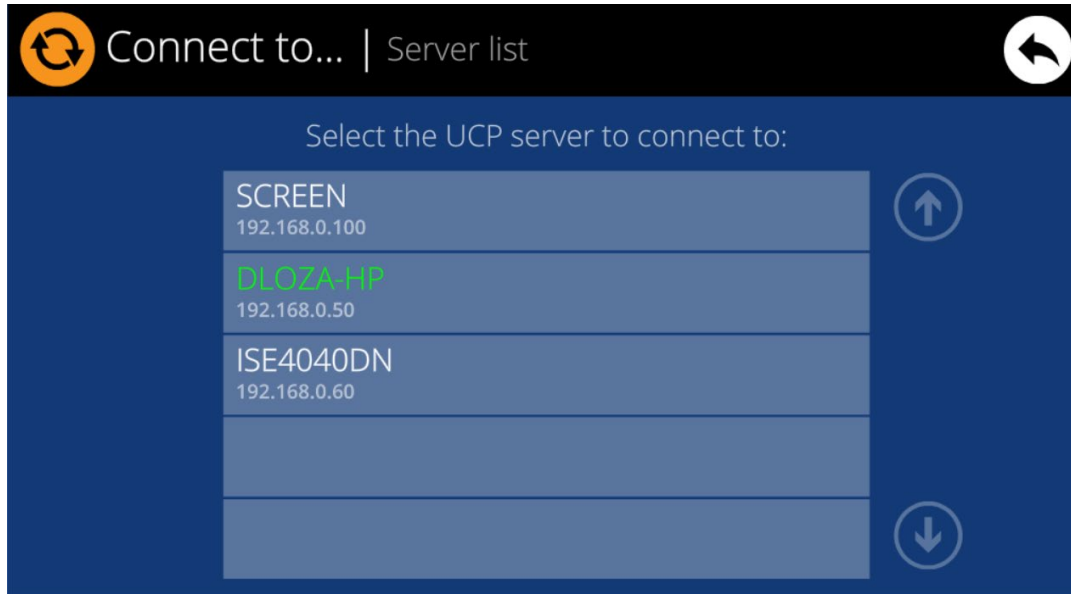 Connect to... | Server list
Select the UCP server to connect to:
SCREEN
192.168.0.100
DLOZA-HP
192.168.0.50
ISE4040DN
192.168.0.60